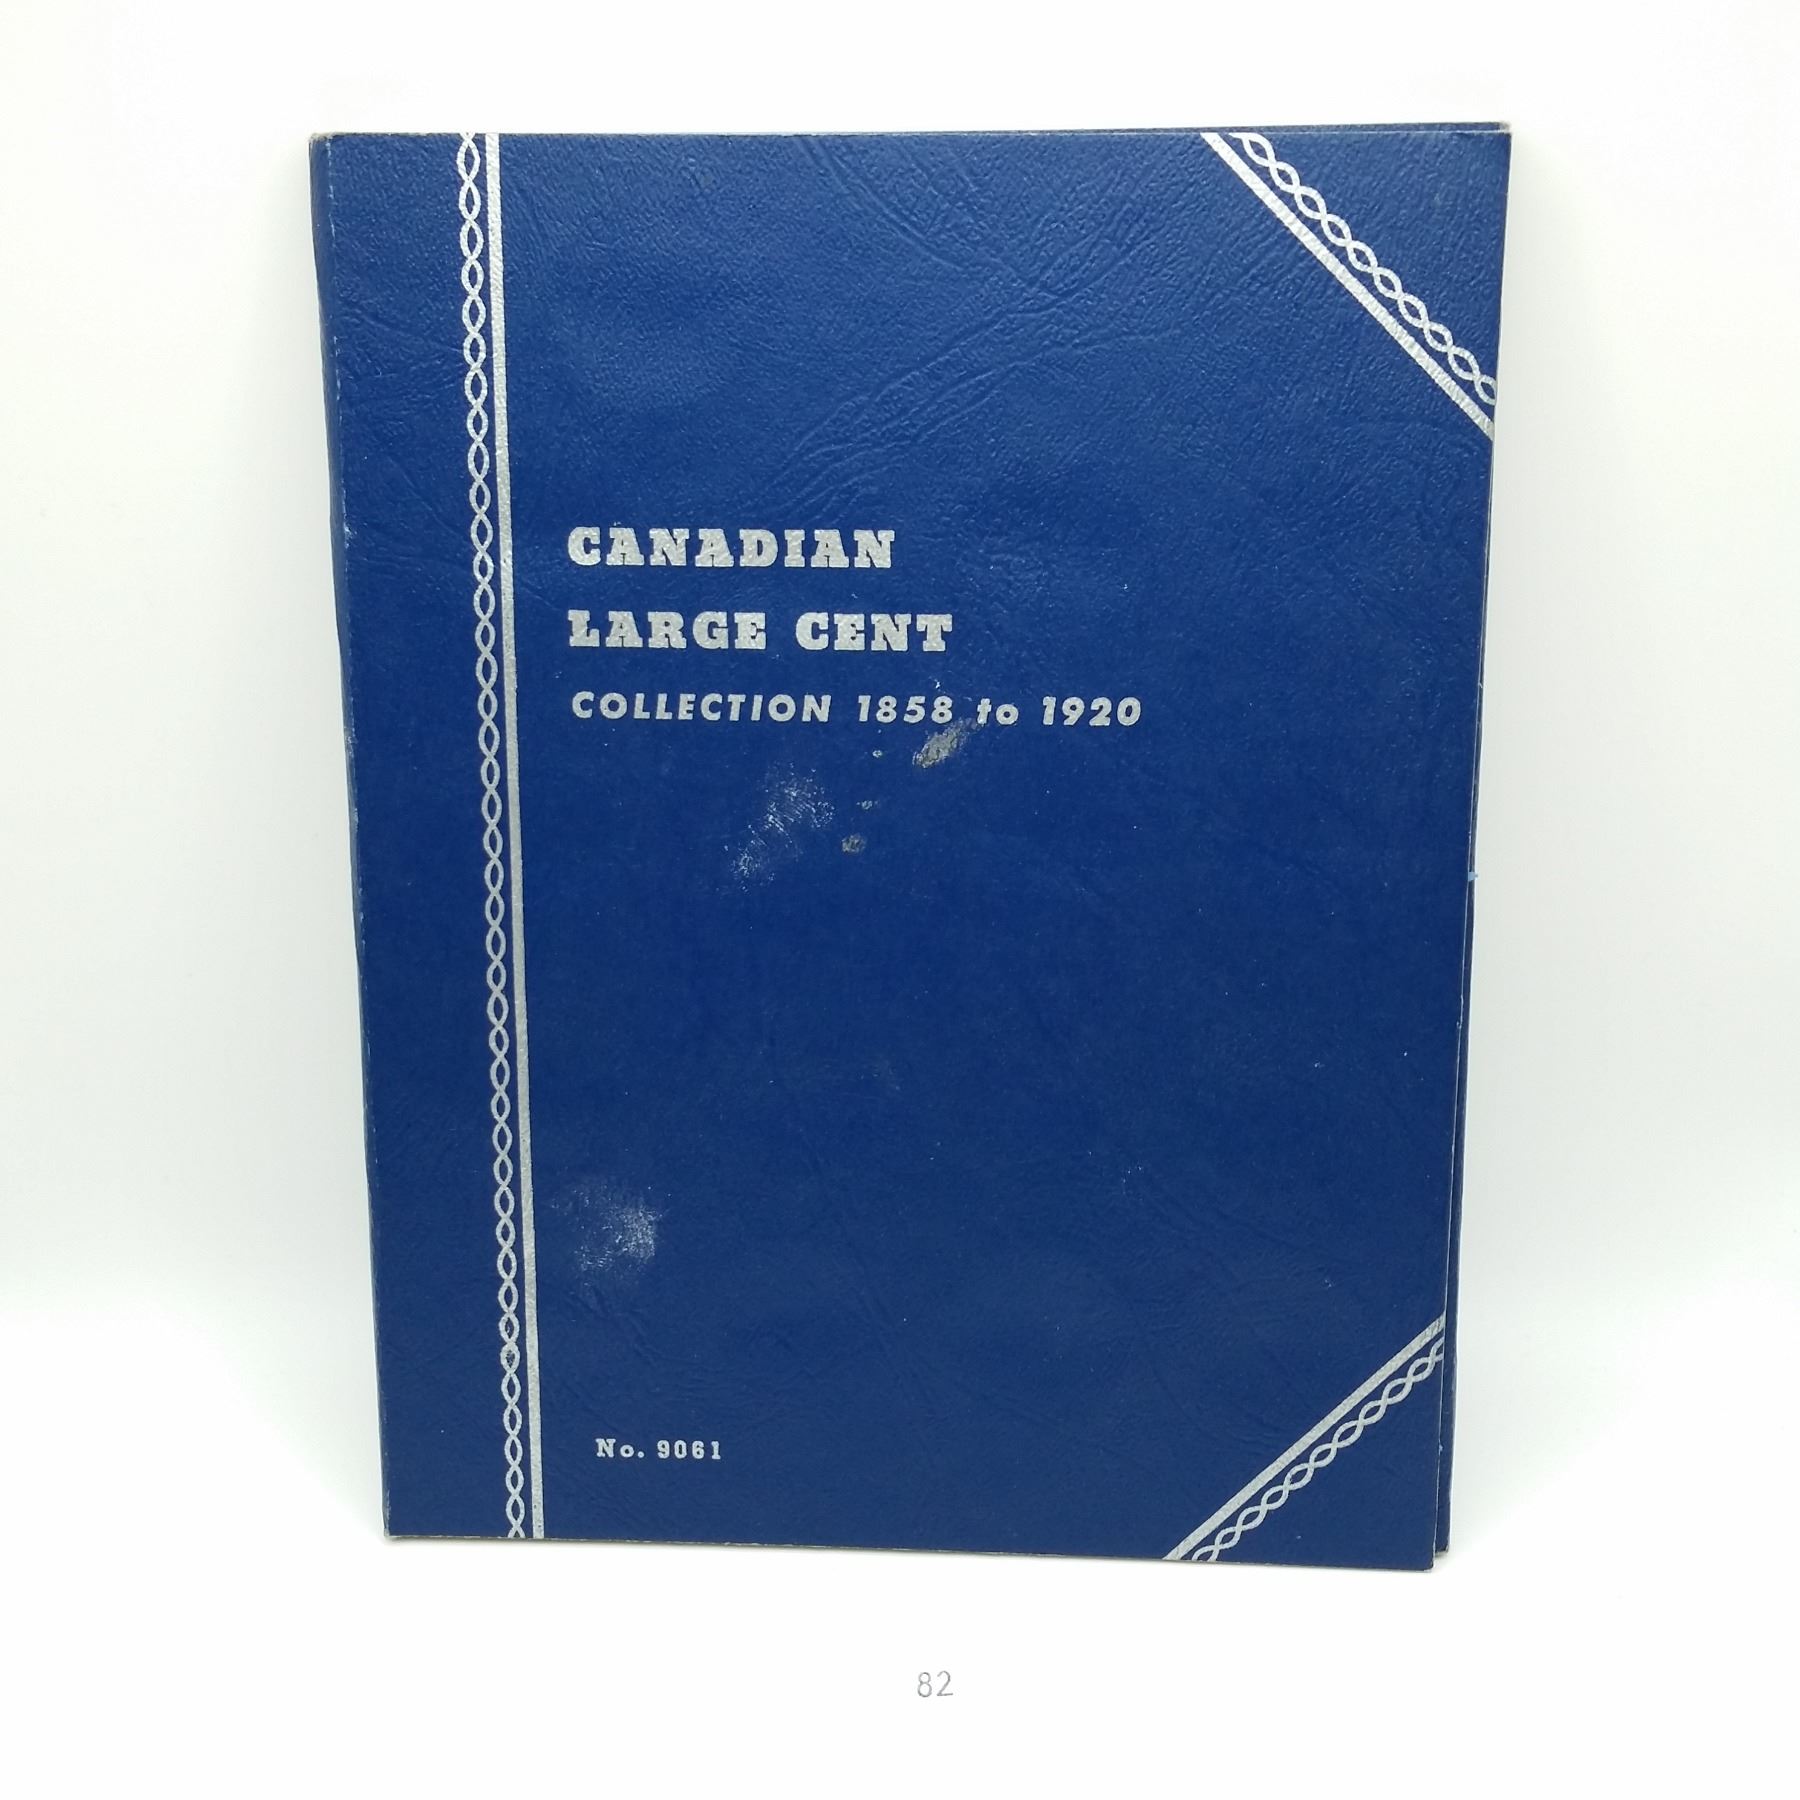 CANADIAN
LARGE CENT
COLLECTION 1858 to 1920
No. 9061
82